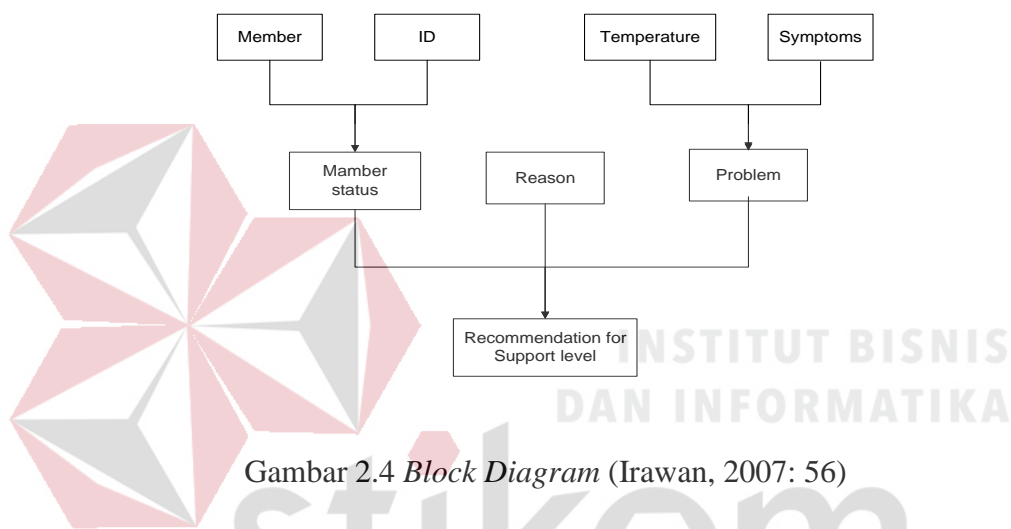 Member
ID
Temperature
Symptoms
Mamber
status
Reason
Problem
Recommendation for
Support level
INSTITUT BISNIS
DAN INFORMATIKA
Gambar 2.4 Block Diagram (Irawan, 2007: 56)
stikom